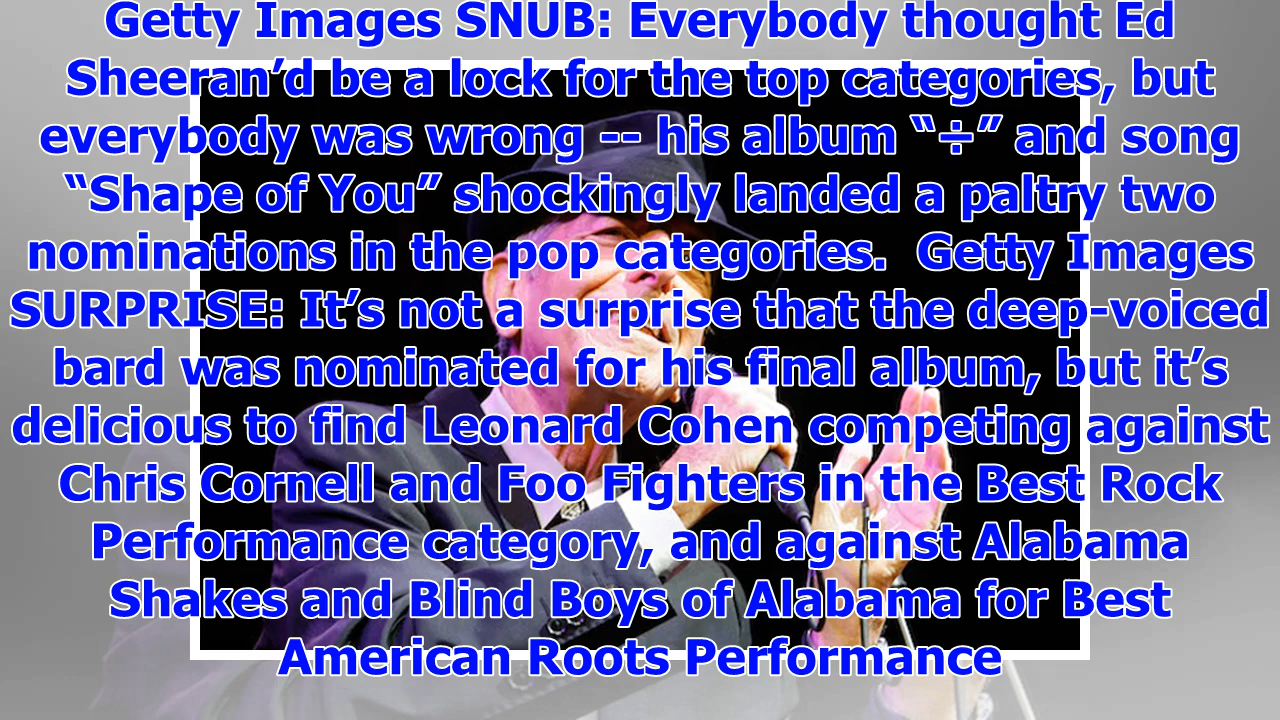 Getty Images SNUB: Everybody thought Ed
Sheeran’d be a lock for the top categories, but
everybody was wrong -- his album “÷” and song
“Shape of You” shockingly landed a paltry two
nominations in the pop categories.  Getty Images
SURPRISE: It’s not a surprise that the deep-voiced
bard was nominated for his final album, but it’s
delicious to find Leonard Cohen competing against
Chris Cornell and Foo Fighters in the Best Rock
Performance category, and against Alabama
Shakes and Blind Boys of Alabama for Best
American Roots Performance